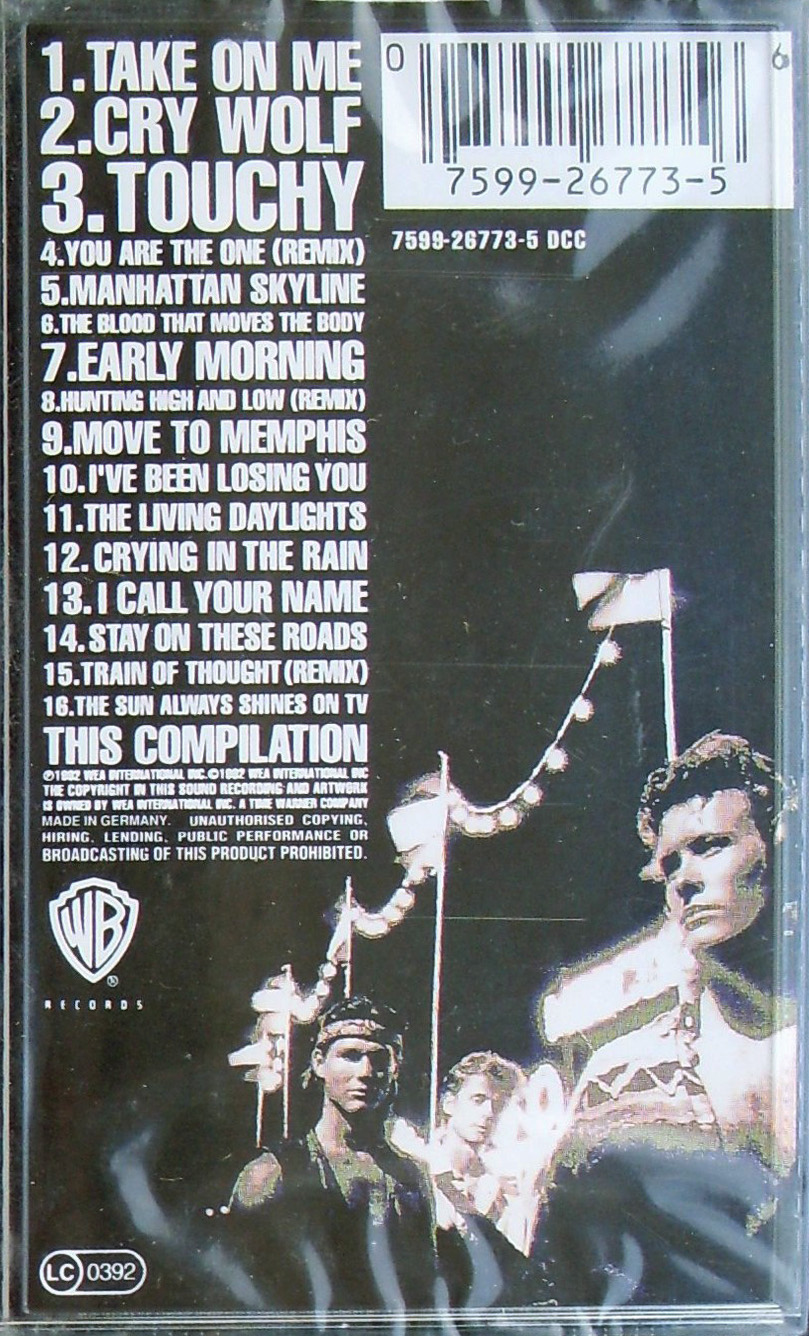 1.TAKE ON ME
2.CRY WOLF
3.TOUCHY
4.YOU ARE THE ONE (REMIX)
5.MANHATTAN SKYLINE
6.THE BLOOD THAT MOVES THE BODY
7.EARLY MORNING
8.HUNTING HIGH AND LOW (REMIX)
9.MOVE TO MEMPHIS
10.I'VE BEEN LOSING YOU
11.THE LIVING DAYLIGHTS
12.CRYING IN THE RAIN
13.I CALL YOUR NAME
14.STAY ON THESE ROADS
15.TRAIN OF THOUGHT (REMIX)
16.THE SUN ALWAYS SHINES ON TV
THIS COMPILATION
℗1992 WEA INTERNATIONAL INC.©1992 WEA INTERNATIONAL INC
THE COPYRIGHT IN THIS SOUND RECORDING AND ARTWORK
IS OWNED BY WEA INTERNATIONAL INC. A TIME WARNER COMPANY
MADE IN GERMANY. UNAUTHORISED COPYING,
HIRING, LENDING, PUBLIC PERFORMANCE OR
BROADCASTING OF THIS PRODUCT PROHIBITED.
WB
®
RECORDS
LC 0392
0 6
7599-26773-5
7599-26773-5 DCC